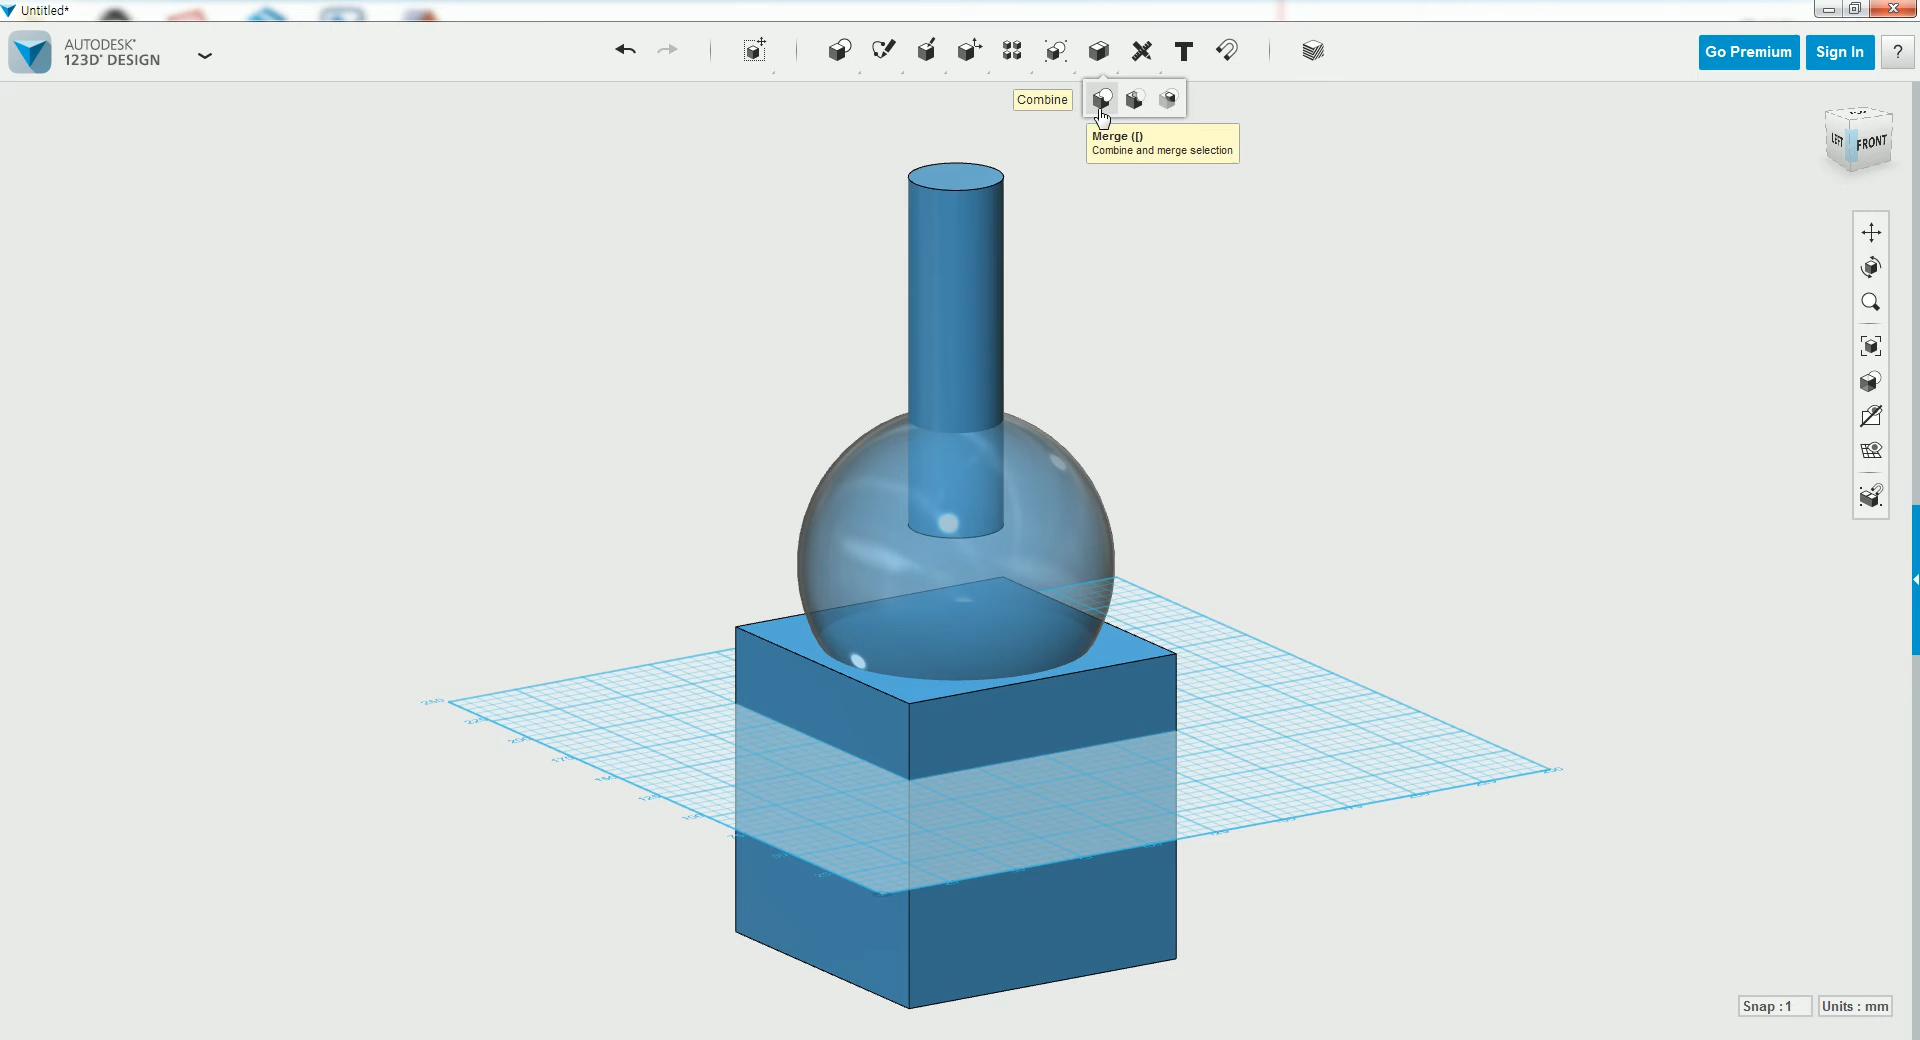 Untitled*
AUTODESK®
123D® DESIGN
Go Premium
Sign In
?
Combine
Merge ([)
Combine and merge selection
LEFT
FRONT
250
Snap : 1
Units : mm